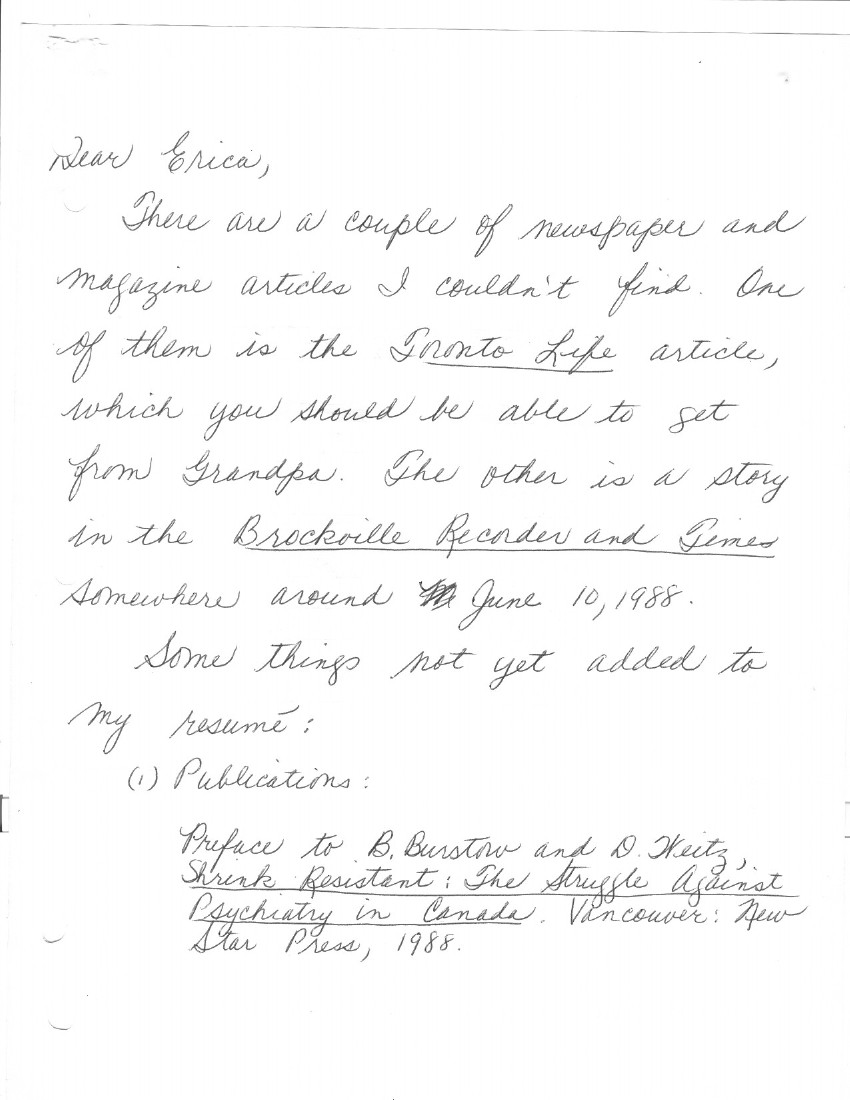 Dear Erica,
There are a couple of newspaper and
magazine articles I couldn't find. One
of them is the Toronto Life article,
which you should be able to get
from Grandpa. The other is a story
in the Brockville Recorder and Times
somewhere around June 10, 1988.
Some things not yet added to
my resumé:
(1) Publications:
Preface to B. Burstow and D. Weitz,
Shrink Resistant: The Struggle Against
Psychiatry in Canada. Vancouver: New
Star Press, 1988.